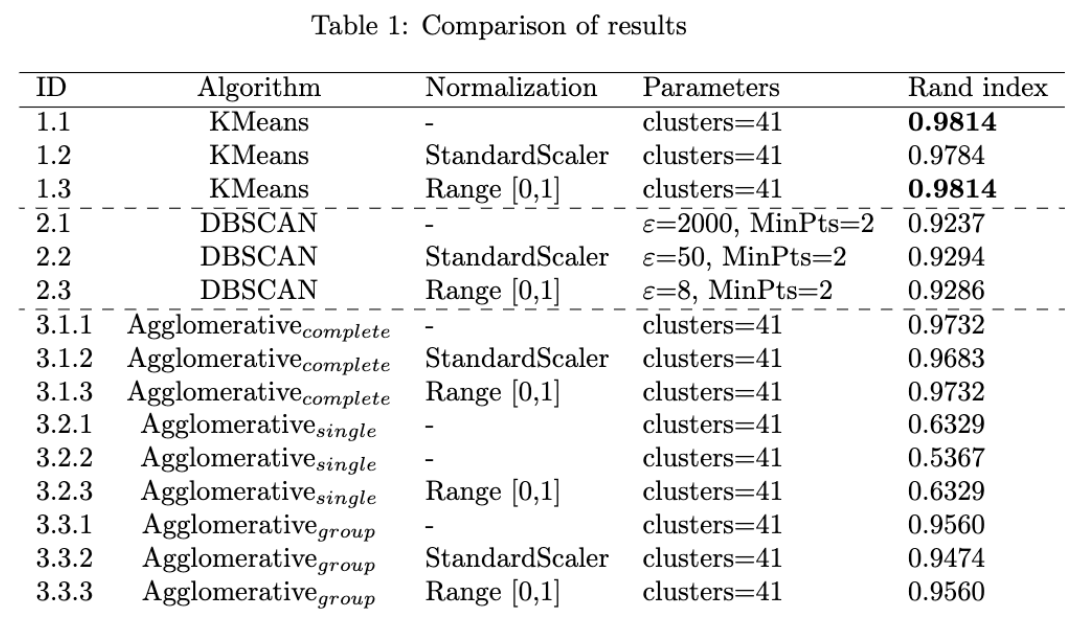 Table 1: Comparison of results
ID Algorithm Normalization Parameters Rand index
1.1 KMeans - clusters=41 0.9814
1.2 KMeans StandardScaler clusters=41 0.9784
1.3 KMeans Range [0,1] clusters=41 0.9814
2.1 DBSCAN - ε=2000, MinPts=2 0.9237
2.2 DBSCAN StandardScaler ε=50, MinPts=2 0.9294
2.3 DBSCAN Range [0,1] ε=8, MinPts=2 0.9286
3.1.1 Agglomerative complete - clusters=41 0.9732
3.1.2 Agglomerative complete StandardScaler clusters=41 0.9683
3.1.3 Agglomerative complete Range [0,1] clusters=41 0.9732
3.2.1 Agglomerative single - clusters=41 0.6329
3.2.2 Agglomerative single - clusters=41 0.5367
3.2.3 Agglomerative single Range [0,1] clusters=41 0.6329
3.3.1 Agglomerative group - clusters=41 0.9560
3.3.2 Agglomerative group StandardScaler clusters=41 0.9474
3.3.3 Agglomerative group Range [0,1] clusters=41 0.9560